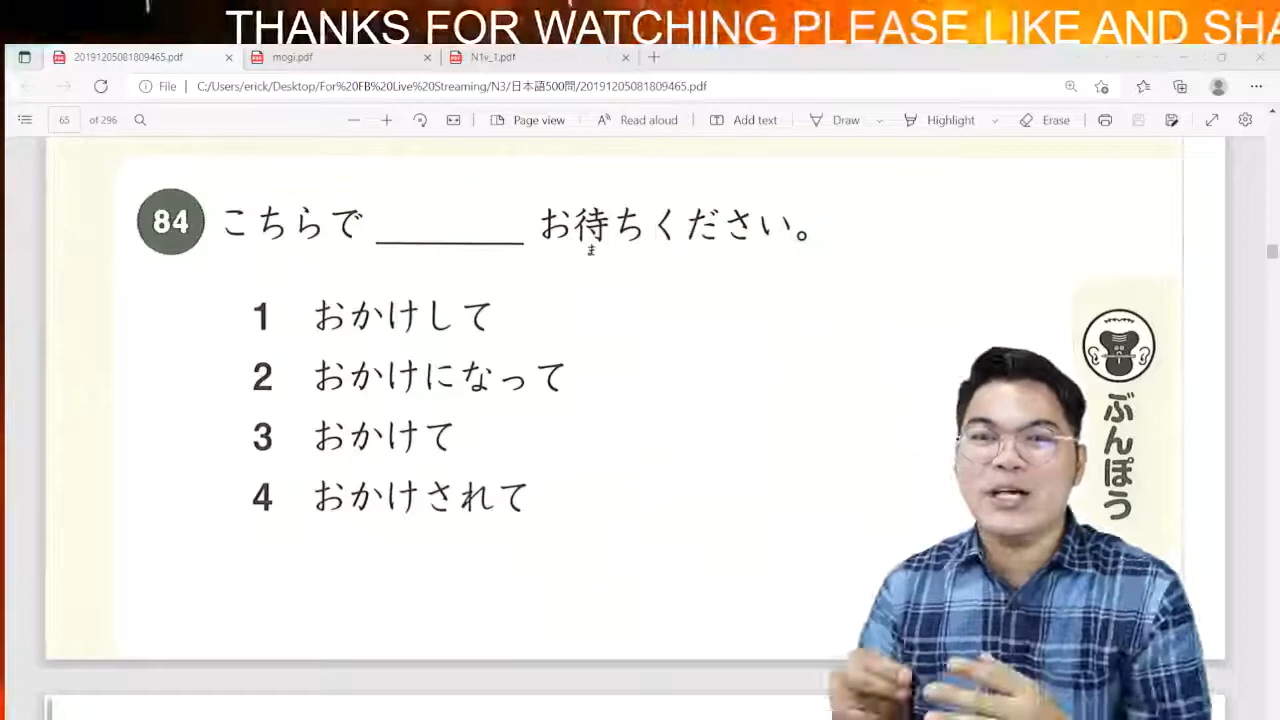 THANKS FOR WATCHING PLEASE LIKE AND SHA
20191205081809465.pdf
mogi.pdf
N1v_1.pdf
File
C:/Users/erick/Desktop/For%20FB%20Live%20Streaming/N3/日本語500問/20191205081809465.pdf
65 of 296
Page view
Read aloud
Add text
Draw
Highlight
Erase
84 こちらで ________ お待ちください。
ま
1 おかけして
2 おかけになって
3 おかけて
4 おかけされて
ぶんぽう